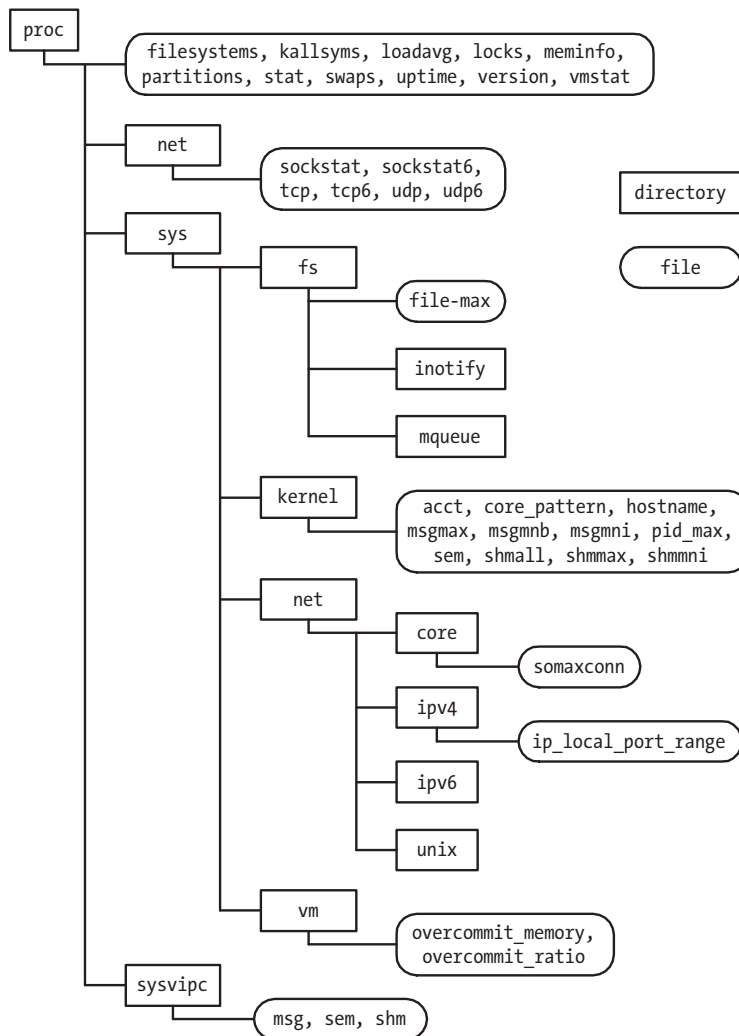 proc
filesystems, kallsyms, loadavg, locks, meminfo,
partitions, stat, swaps, uptime, version, vmstat
net
sockstat, sockstat6,
tcp, tcp6, udp, udp6
directory
sys
fs
file
file-max
inotify
mqueue
kernel
acct, core_pattern, hostname,
msgmax, msgmnb, msgmni, pid_max,
sem, shmall, shmmax, shmmni
net
core
somaxconn
ipv4
ip_local_port_range
ipv6
unix
vm
overcommit_memory,
overcommit_ratio
sysvipc
msg, sem, shm